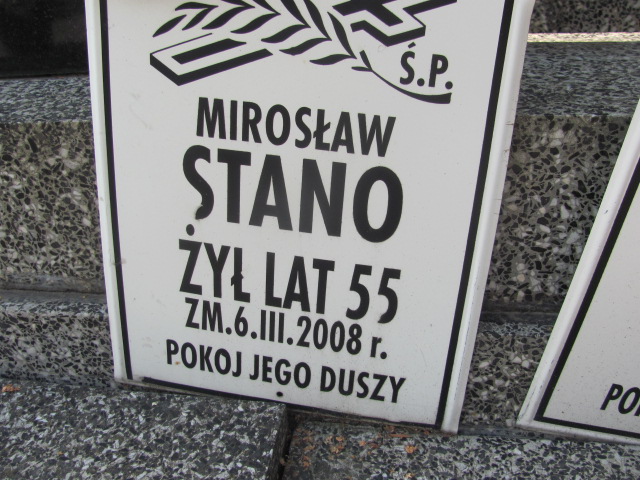 Ś.P.
MIROSŁAW
STANO
ŻYŁ LAT 55
ZM.6.III.2008 r.
POKOJ JEGO DUSZY